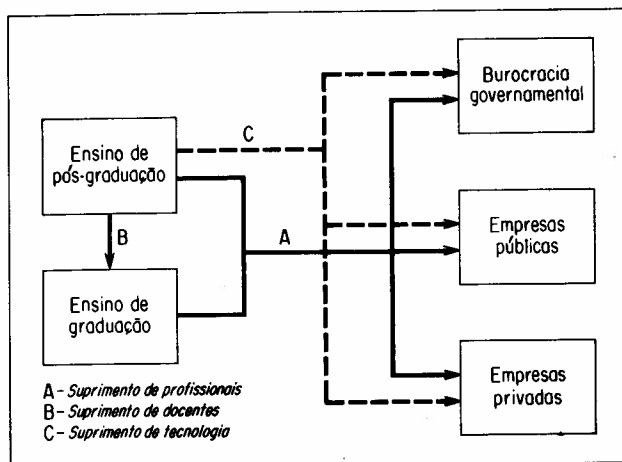 Ensino de
pós-graduação
C
Burocracia
governamental
B
A
Empresas
públicas
Ensino de
graduação
Empresas
privadas
A - Suprimento de profissionais
B - Suprimento de docentes
C - Suprimento de tecnologia